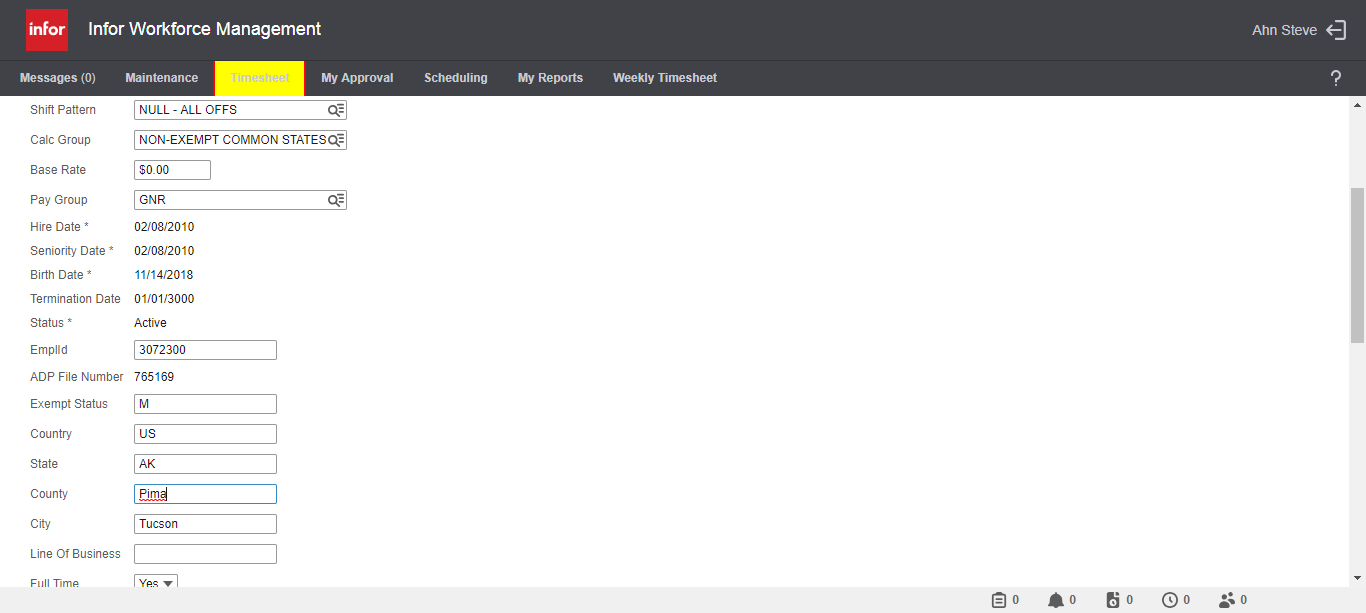 infor Infor Workforce Management Ahn Steve
Messages (0) Maintenance Timesheet My Approval Scheduling My Reports Weekly Timesheet ?
Shift Pattern NULL - ALL OFFS
Calc Group NON-EXEMPT COMMON STATES
Base Rate $0.00
Pay Group GNR
Hire Date * 02/08/2010
Seniority Date * 02/08/2010
Birth Date * 11/14/2018
Termination Date 01/01/3000
Status * Active
EmplId 3072300
ADP File Number 765169
Exempt Status M
Country US
State AK
County Pima
City Tucson
Line Of Business
Full Time Yes
0 0 0 0 0